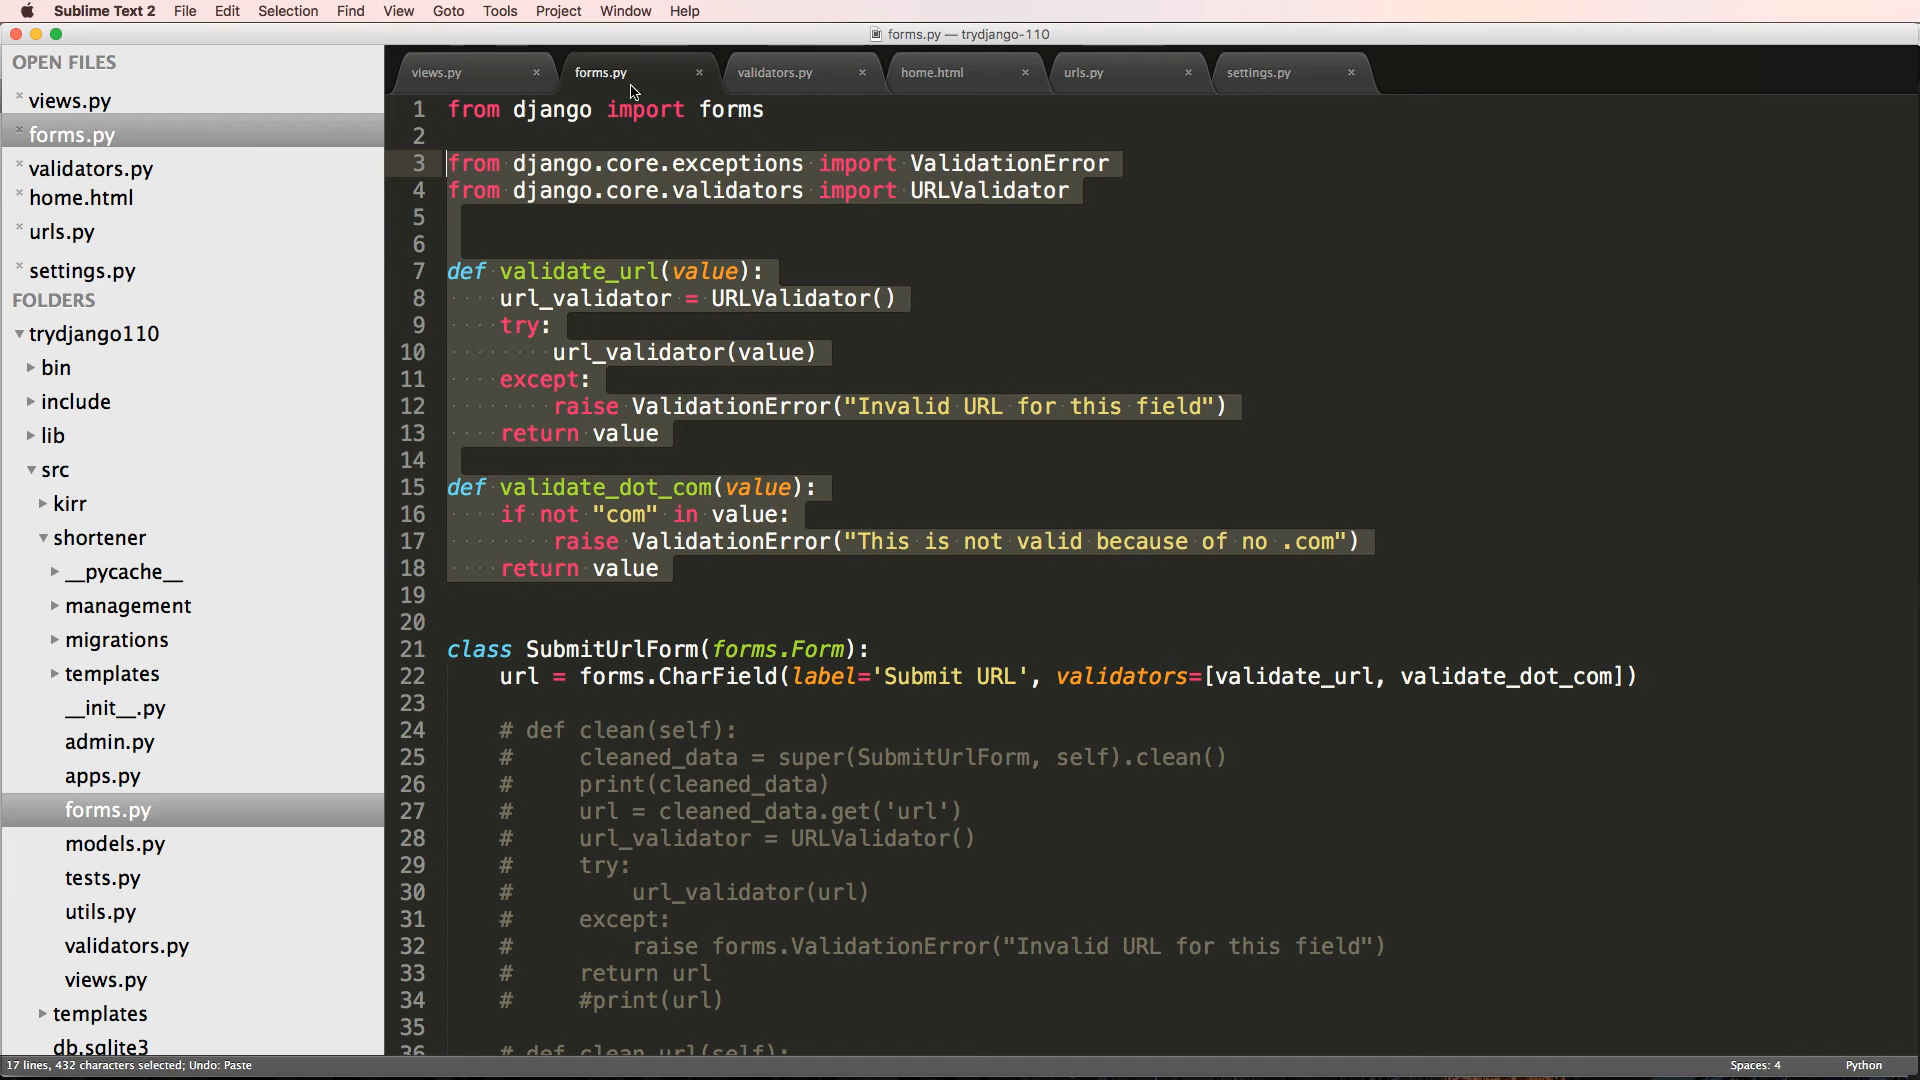 Sublime Text 2 File Edit Selection Find View Goto Tools Project Window Help
forms.py — trydjango-110
OPEN FILES
views.py
forms.py
validators.py
home.html
urls.py
settings.py
FOLDERS
trydjango110
bin
include
lib
src
kirr
shortener
__pycache__
management
migrations
templates
__init__.py
admin.py
apps.py
forms.py
models.py
tests.py
utils.py
validators.py
views.py
templates
db.sqlite3
views.py × forms.py × validators.py × home.html × urls.py × settings.py ×
1 from django import forms
2
3 from django.core.exceptions import ValidationError
4 from django.core.validators import URLValidator
5
6
7 def validate_url(value):
8     url_validator = URLValidator()
9     try:
10         url_validator(value)
11     except:
12         raise ValidationError("Invalid URL for this field")
13     return value
14
15 def validate_dot_com(value):
16     if not "com" in value:
17         raise ValidationError("This is not valid because of no .com")
18     return value
19
20
21 class SubmitUrlForm(forms.Form):
22     url = forms.CharField(label='Submit URL', validators=[validate_url, validate_dot_com])
23
24     # def clean(self):
25     #     cleaned_data = super(SubmitUrlForm, self).clean()
26     #     print(cleaned_data)
27     #     url = cleaned_data.get('url')
28     #     url_validator = URLValidator()
29     #     try:
30     #         url_validator(url)
31     #     except:
32     #         raise forms.ValidationError("Invalid URL for this field")
33     #     return url
34     #     #print(url)
35
36     # def clean_url(self):
17 lines, 432 characters selected; Undo: Paste
Spaces: 4 Python